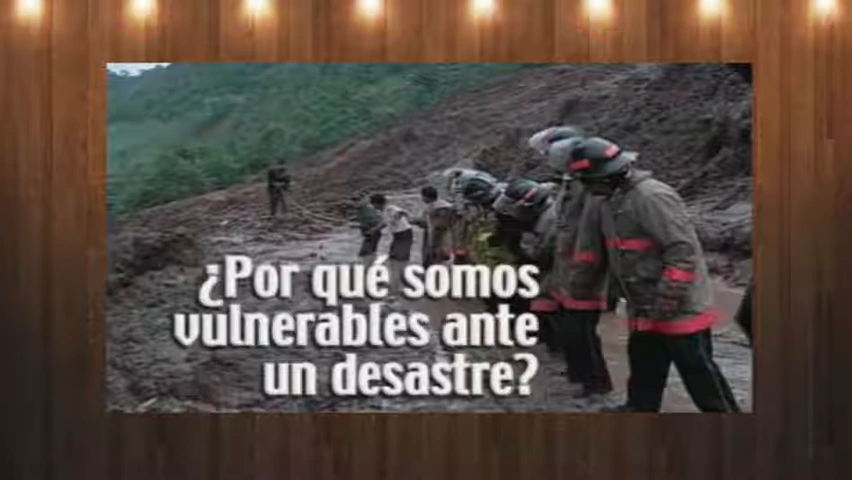 ¿Por qué somos
vulnerables ante
un desastre?